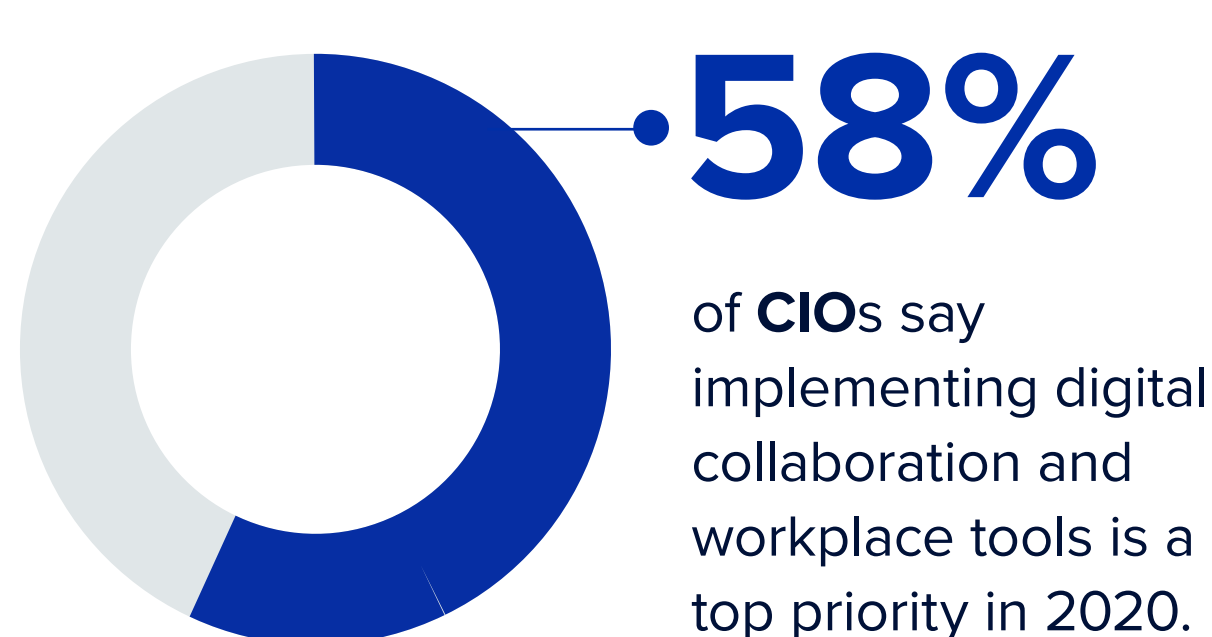 58%
of CIOs say
implementing digital
collaboration and
workplace tools is a
top priority in 2020.